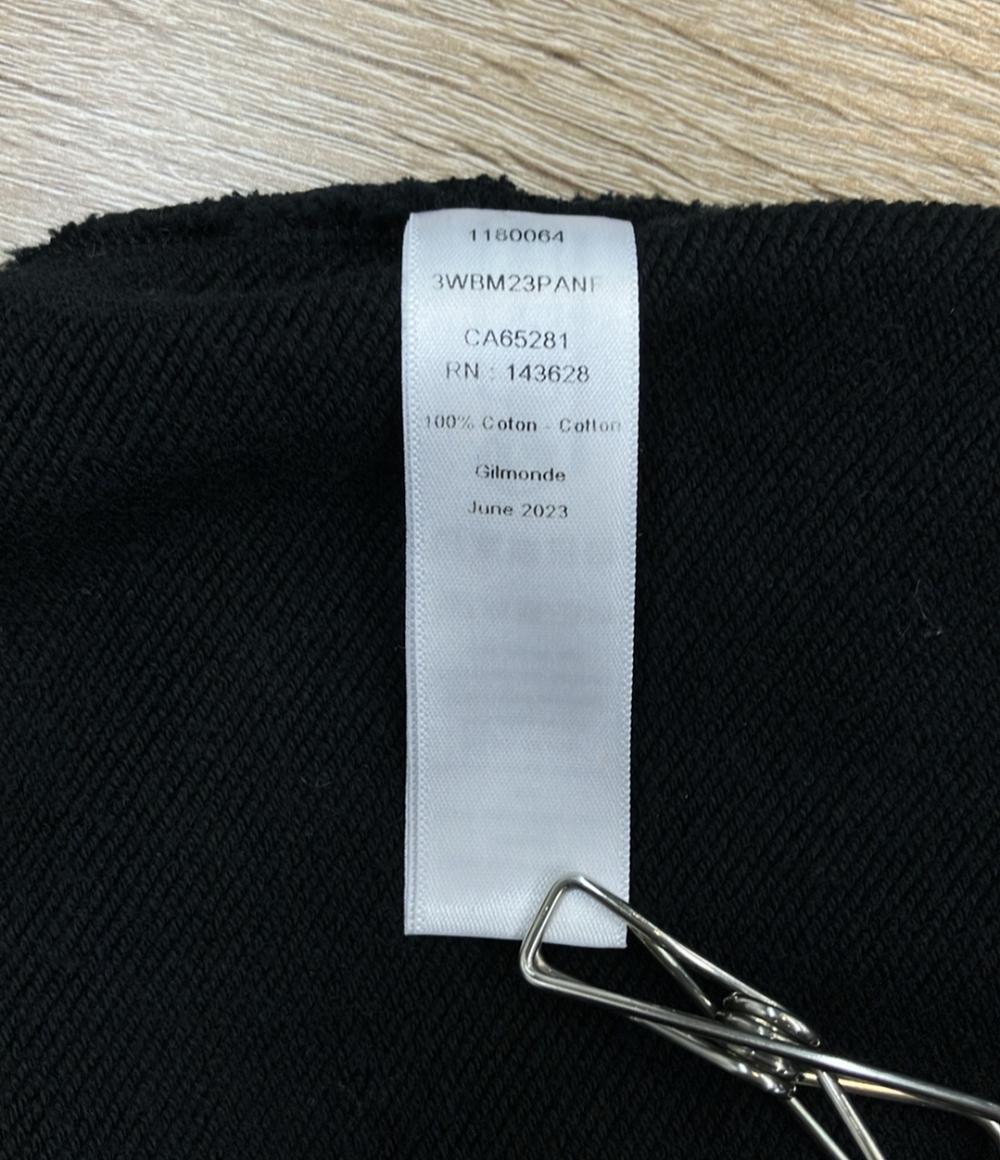 1180064
3WBM23PANF
CA65281
RN : 143628
100% Coton - Cotton
Gilmonde
June 2023